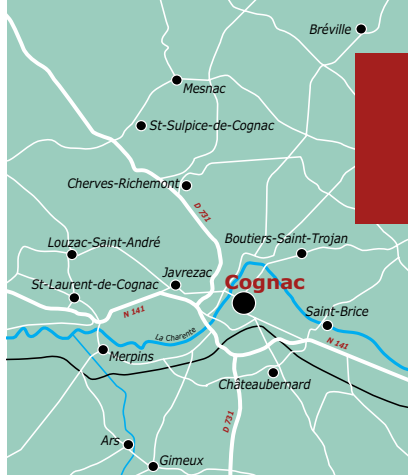 Bréville
Mesnac
St-Sulpice-de-Cognac
Cherves-Richemont
D 731
Louzac-Saint-André
Boutiers-Saint-Trojan
St-Laurent-de-Cognac
Javrezac
Cognac
N 141
Saint-Brice
La Charente
N 141
Merpins
Châteaubernard
D 731
Ars
Gimeux